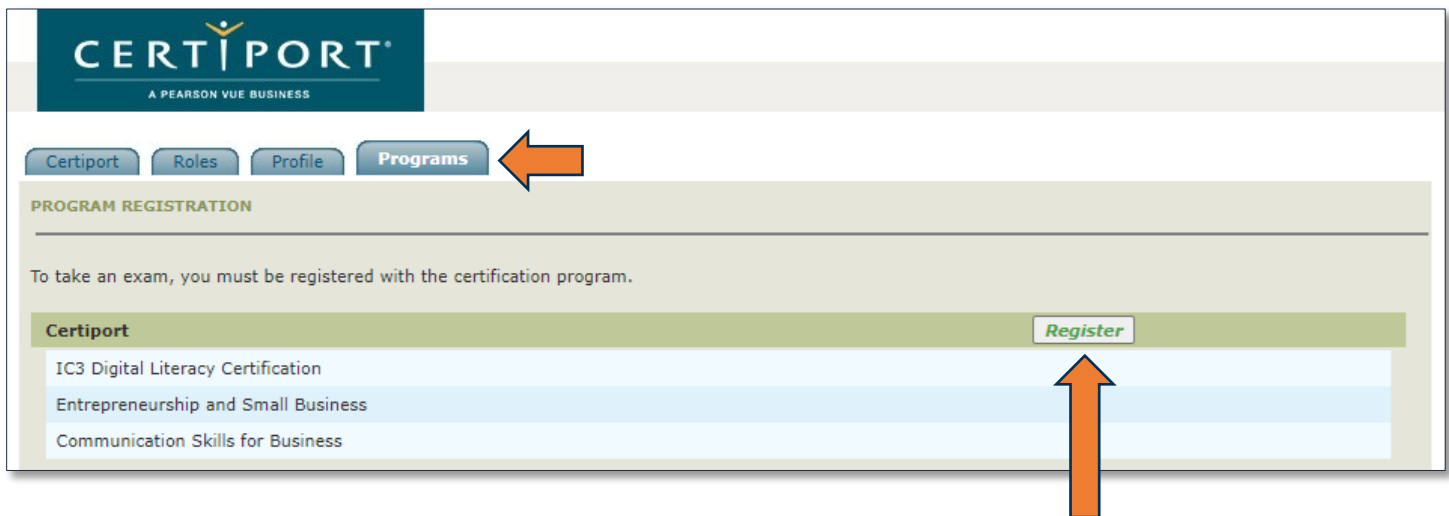 CERTIPORT®
A PEARSON VUE BUSINESS
Certiport Roles Profile Programs
PROGRAM REGISTRATION
To take an exam, you must be registered with the certification program.
Certiport Register
IC3 Digital Literacy Certification
Entrepreneurship and Small Business
Communication Skills for Business